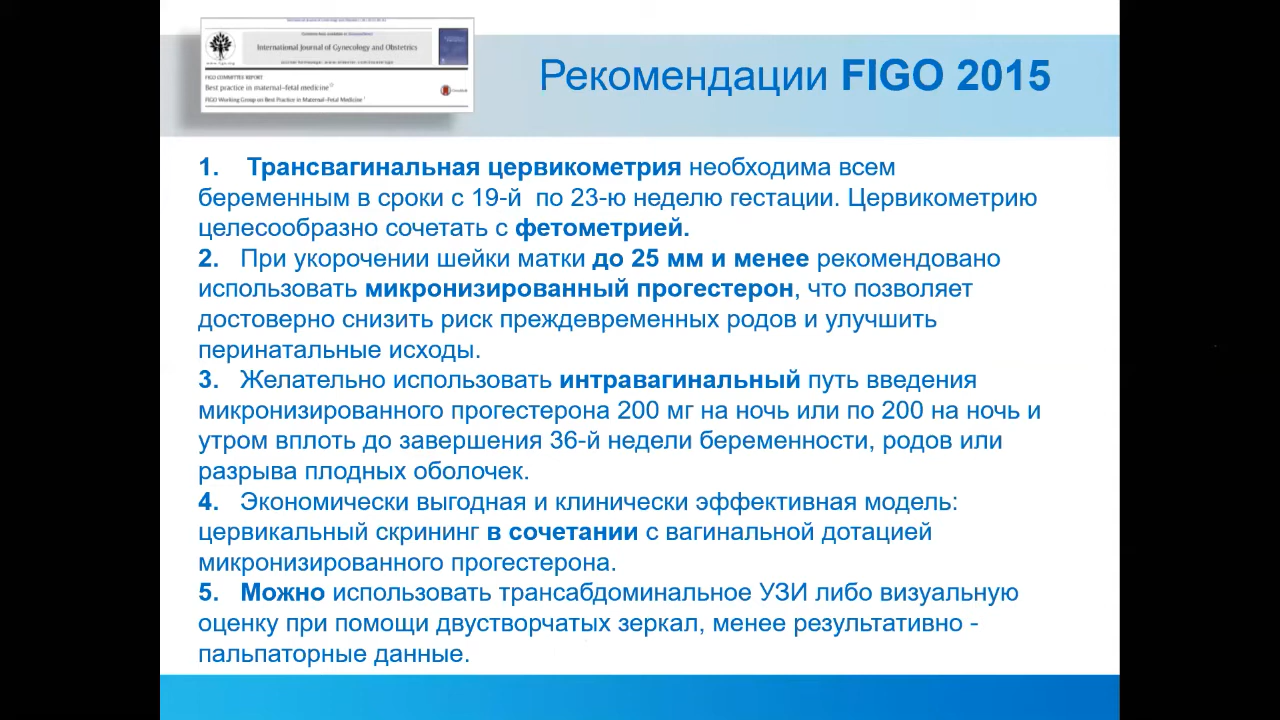 International Journal of Gynecology and Obstetrics
FIGO COMMITTEE REPORT
Best practice in maternal–fetal medicine
FIGO Working Group on Best Practice in Maternal–Fetal Medicine
Рекомендации FIGO 2015
1. Трансвагинальная цервикометрия необходима всем
беременным в сроки с 19-й по 23-ю неделю гестации. Цервикометрию
целесообразно сочетать с фетометрией.
2. При укорочении шейки матки до 25 мм и менее рекомендовано
использовать микронизированный прогестерон, что позволяет
достоверно снизить риск преждевременных родов и улучшить
перинатальные исходы.
3. Желательно использовать интравагинальный путь введения
микронизированного прогестерона 200 мг на ночь или по 200 на ночь и
утром вплоть до завершения 36-й недели беременности, родов или
разрыва плодных оболочек.
4. Экономически выгодная и клинически эффективная модель:
цервикальный скрининг в сочетании с вагинальной дотацией
микронизированного прогестерона.
5. Можно использовать трансабдоминальное УЗИ либо визуальную
оценку при помощи двустворчатых зеркал, менее результативно -
пальпаторные данные.